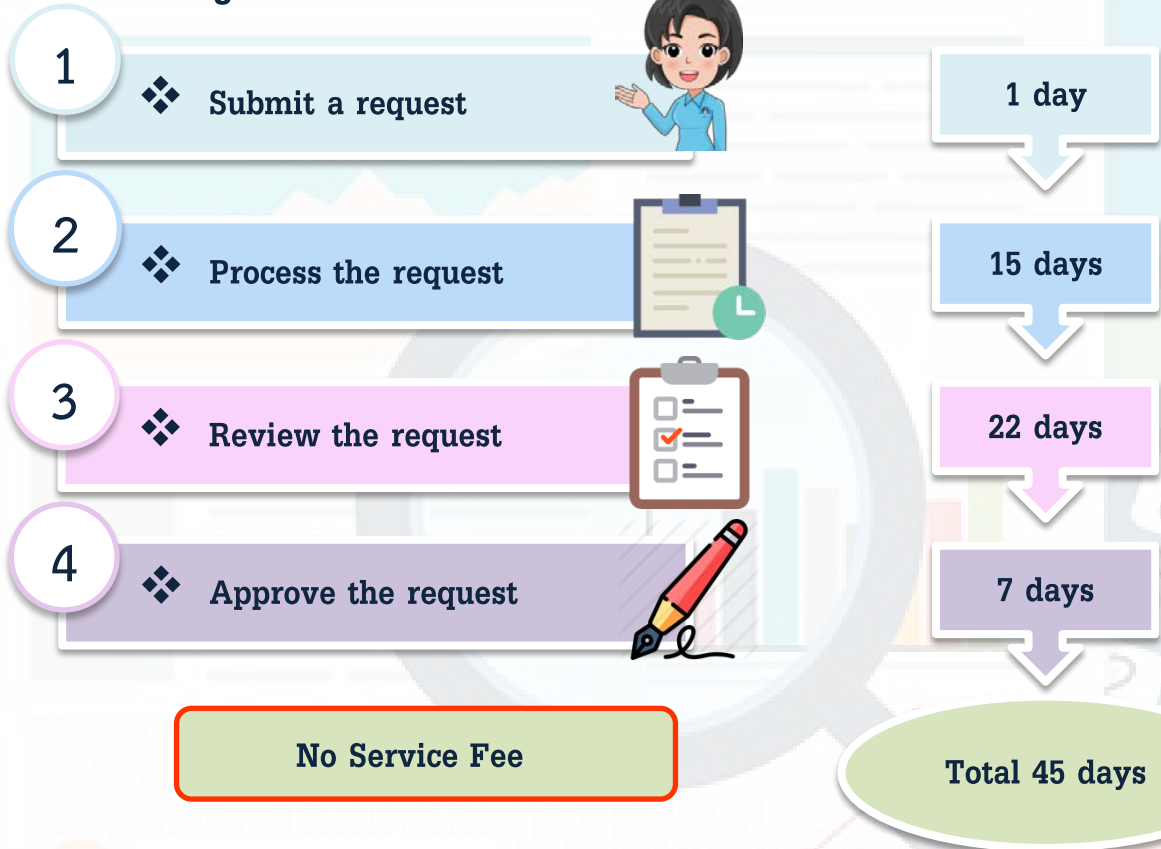 1
❖ Submit a request
1 day
2
❖ Process the request
15 days
3
❖ Review the request
22 days
4
❖ Approve the request
7 days
No Service Fee
Total 45 days